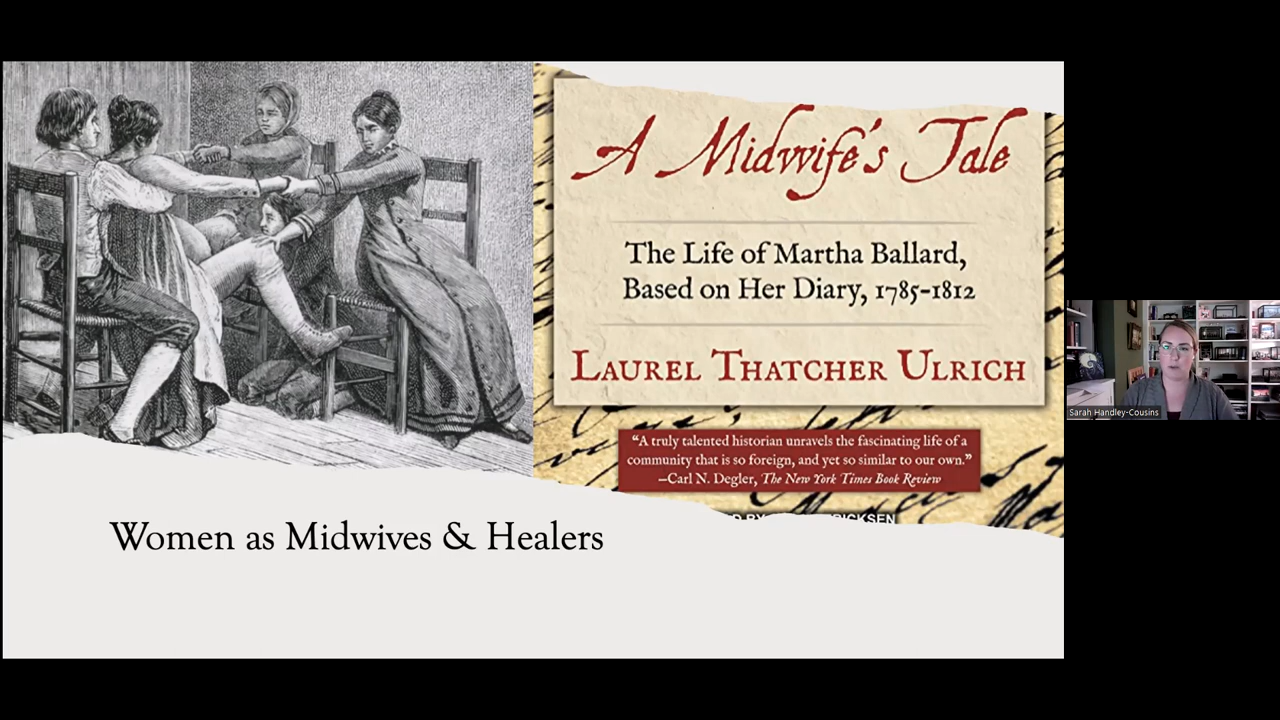 A Midwife's Tale
The Life of Martha Ballard,
Based on Her Diary, 1785-1812
Laurel Thatcher Ulrich
“A truly talented historian unravels the fascinating life of a
community that is so foreign, and yet so similar to our own.”
–Carl N. Degler, The New York Times Book Review
Women as Midwives & Healers
Sarah Handley-Cousins